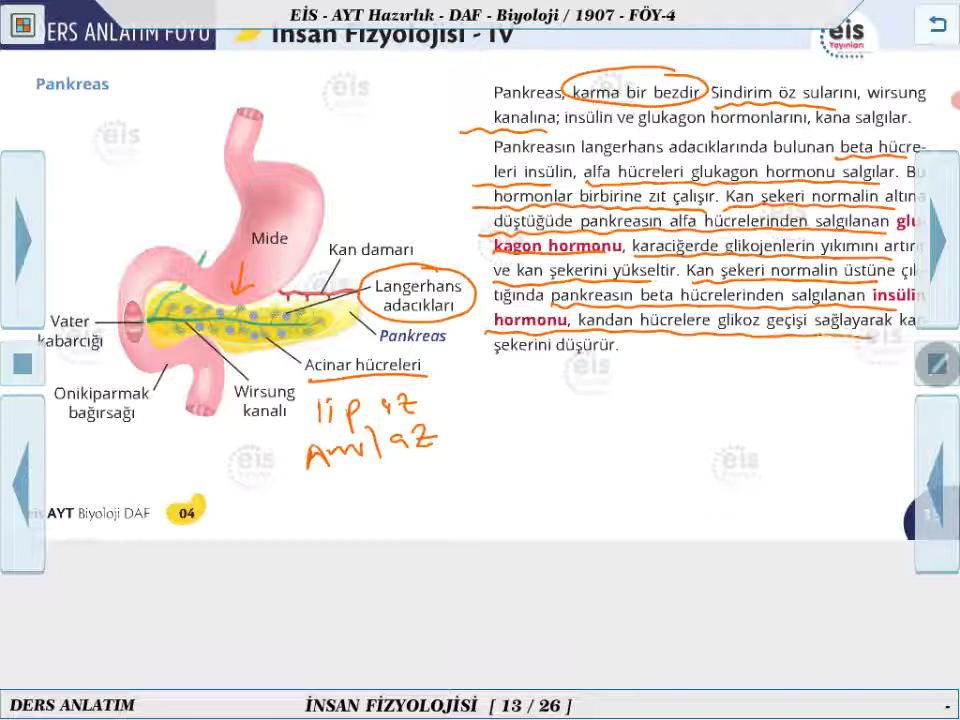 EİS - AYT Hazırlık - DAF - Biyoloji / 1907 - FÖY-4
DERS ANLATIM FÖYÜ
İnsan Fizyolojisi - IV
eis
Yayınları
Pankreas
Mide
Kan damarı
Langerhans
adacıkları
Pankreas
Vater
kabarcığı
Acinar hücreleri
Onikiparmak
bağırsağı
Wirsung
kanalı
lipaz
Amilaz
Pankreas, karma bir bezdir. Sindirim öz sularını, wirsung
kanalına; insülin ve glukagon hormonlarını, kana salgılar.
Pankreasın langerhans adacıklarında bulunan beta hücre-
leri insülin, alfa hücreleri glukagon hormonu salgılar. Bu
hormonlar birbirine zıt çalışır. Kan şekeri normalin altına
düştüğüde pankreasın alfa hücrelerinden salgılanan glu-
kagon hormonu, karaciğerde glikojenlerin yıkımını artırır
ve kan şekerini yükseltir. Kan şekeri normalin üstüne çık-
tığında pankreasın beta hücrelerinden salgılanan insülin
hormonu, kandan hücrelere glikoz geçişi sağlayarak kan
şekerini düşürür.
eis AYT Biyoloji DAF 04
DERS ANLATIM
İNSAN FİZYOLOJİSİ [ 13 / 26 ]
-